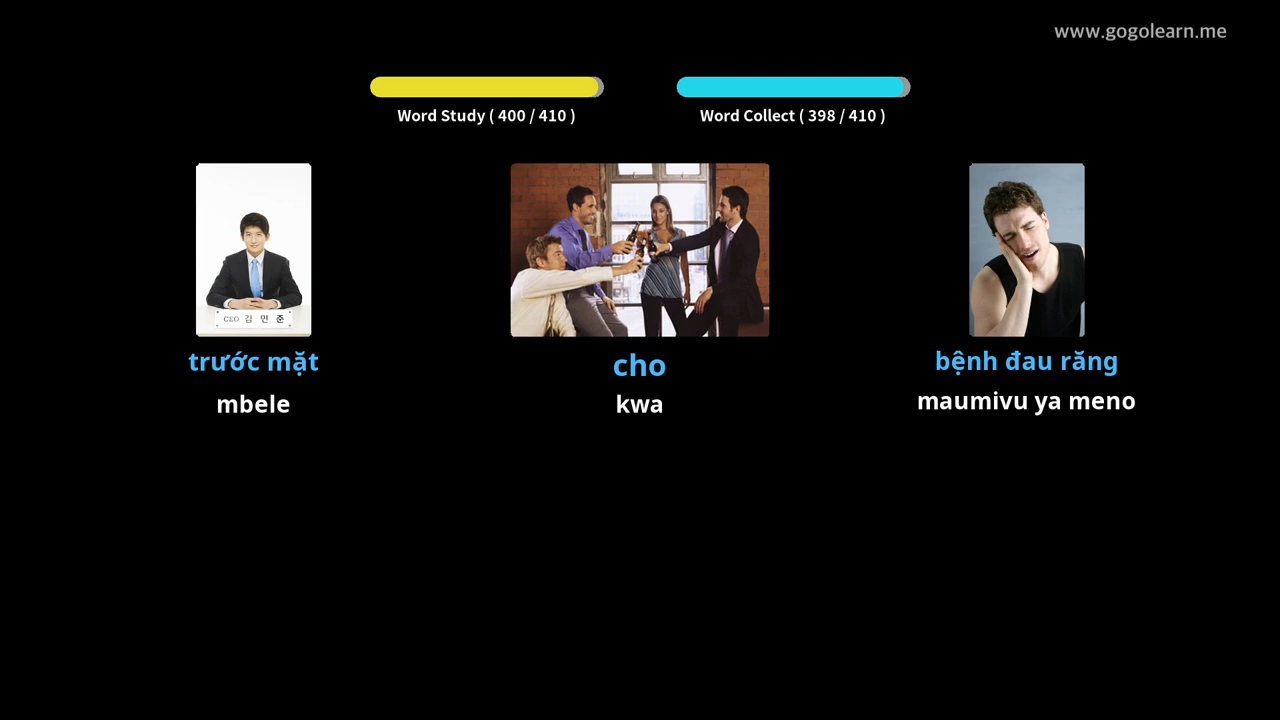 www.gogolearn.me
Word Study ( 400 / 410 )
Word Collect ( 398 / 410 )
CEO 김 민 준
trước mặt
cho
bệnh đau răng
mbele
kwa
maumivu ya meno